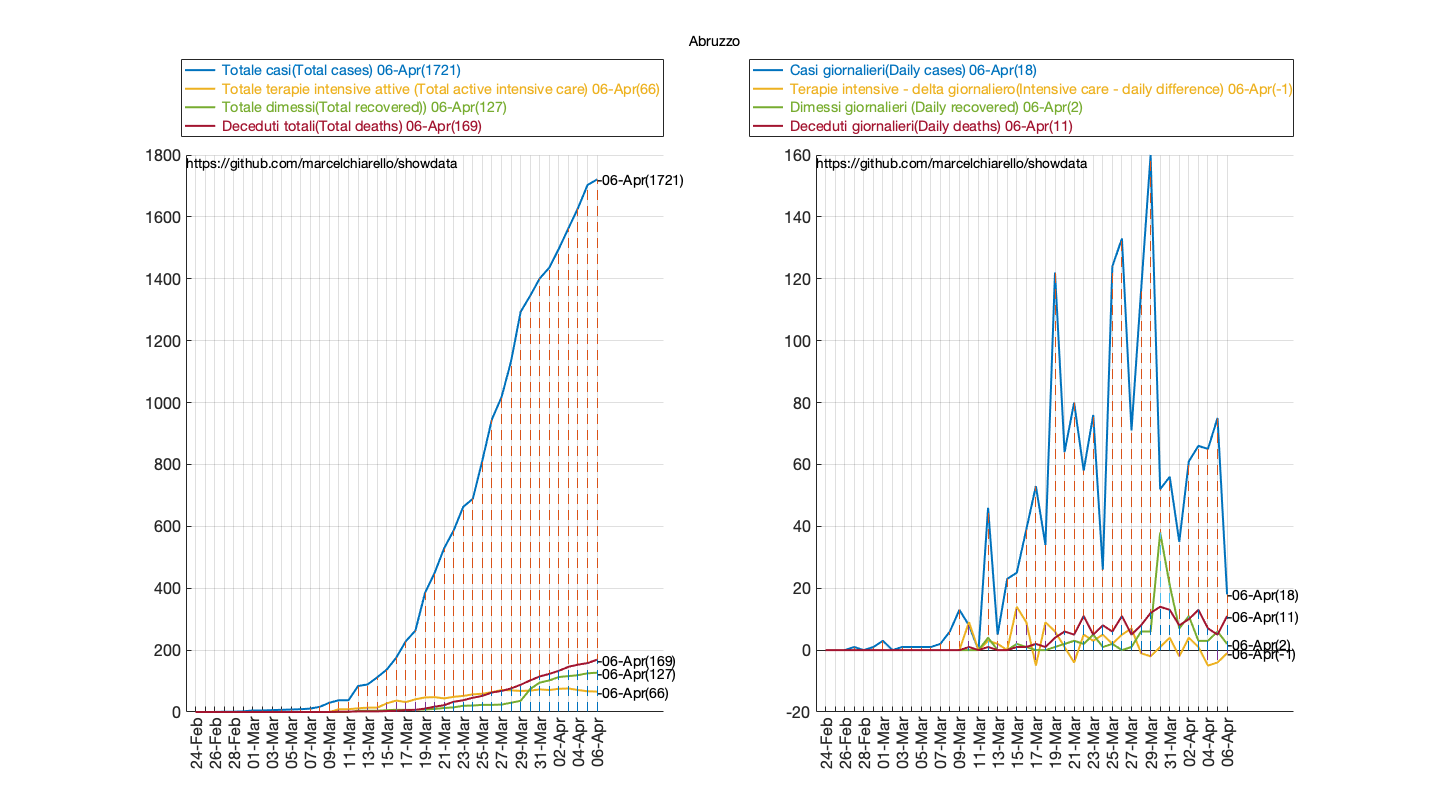 Abruzzo
Totale casi(Total cases) 06-Apr(1721)
Totale terapie intensive attive (Total active intensive care) 06-Apr(66)
Totale dimessi(Total recovered)) 06-Apr(127)
Deceduti totali(Total deaths) 06-Apr(169)
1800
1600
1400
1200
1000
800
600
400
200
0
https://github.com/marcelchiarello/showdata
06-Apr(1721)
06-Apr(169)
06-Apr(127)
06-Apr(66)
24-Feb
26-Feb
28-Feb
01-Mar
03-Mar
05-Mar
07-Mar
09-Mar
11-Mar
13-Mar
15-Mar
17-Mar
19-Mar
21-Mar
23-Mar
25-Mar
27-Mar
29-Mar
31-Mar
02-Apr
04-Apr
06-Apr
Casi giornalieri(Daily cases) 06-Apr(18)
Terapie intensive - delta giornaliero(Intensive care - daily difference) 06-Apr(-1)
Dimessi giornalieri (Daily recovered) 06-Apr(2)
Deceduti giornalieri(Daily deaths) 06-Apr(11)
160
140
120
100
80
60
40
20
0
-20
https://github.com/marcelchiarello/showdata
06-Apr(18)
06-Apr(11)
06-Apr(2)
06-Apr(-1)
24-Feb
26-Feb
28-Feb
01-Mar
03-Mar
05-Mar
07-Mar
09-Mar
11-Mar
13-Mar
15-Mar
17-Mar
19-Mar
21-Mar
23-Mar
25-Mar
27-Mar
29-Mar
31-Mar
02-Apr
04-Apr
06-Apr